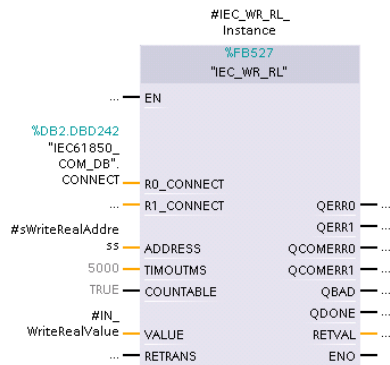 #IEC_WR_RL_
Instance
%FB527
"IEC_WR_RL"
... EN
%DB2.DBD242
"IEC61850_
COM_DB".
CONNECT R0_CONNECT
... R1_CONNECT QERR0 ...
QERR1 ...
#sWriteRealAddre
ss ADDRESS QCOMERR0 ...
5000 TIMOUTMS QCOMERR1 ...
TRUE COUNTABLE QBAD ...
#IN_ QDONE ...
WriteRealValue VALUE RETVAL ...
... RETRANS ENO